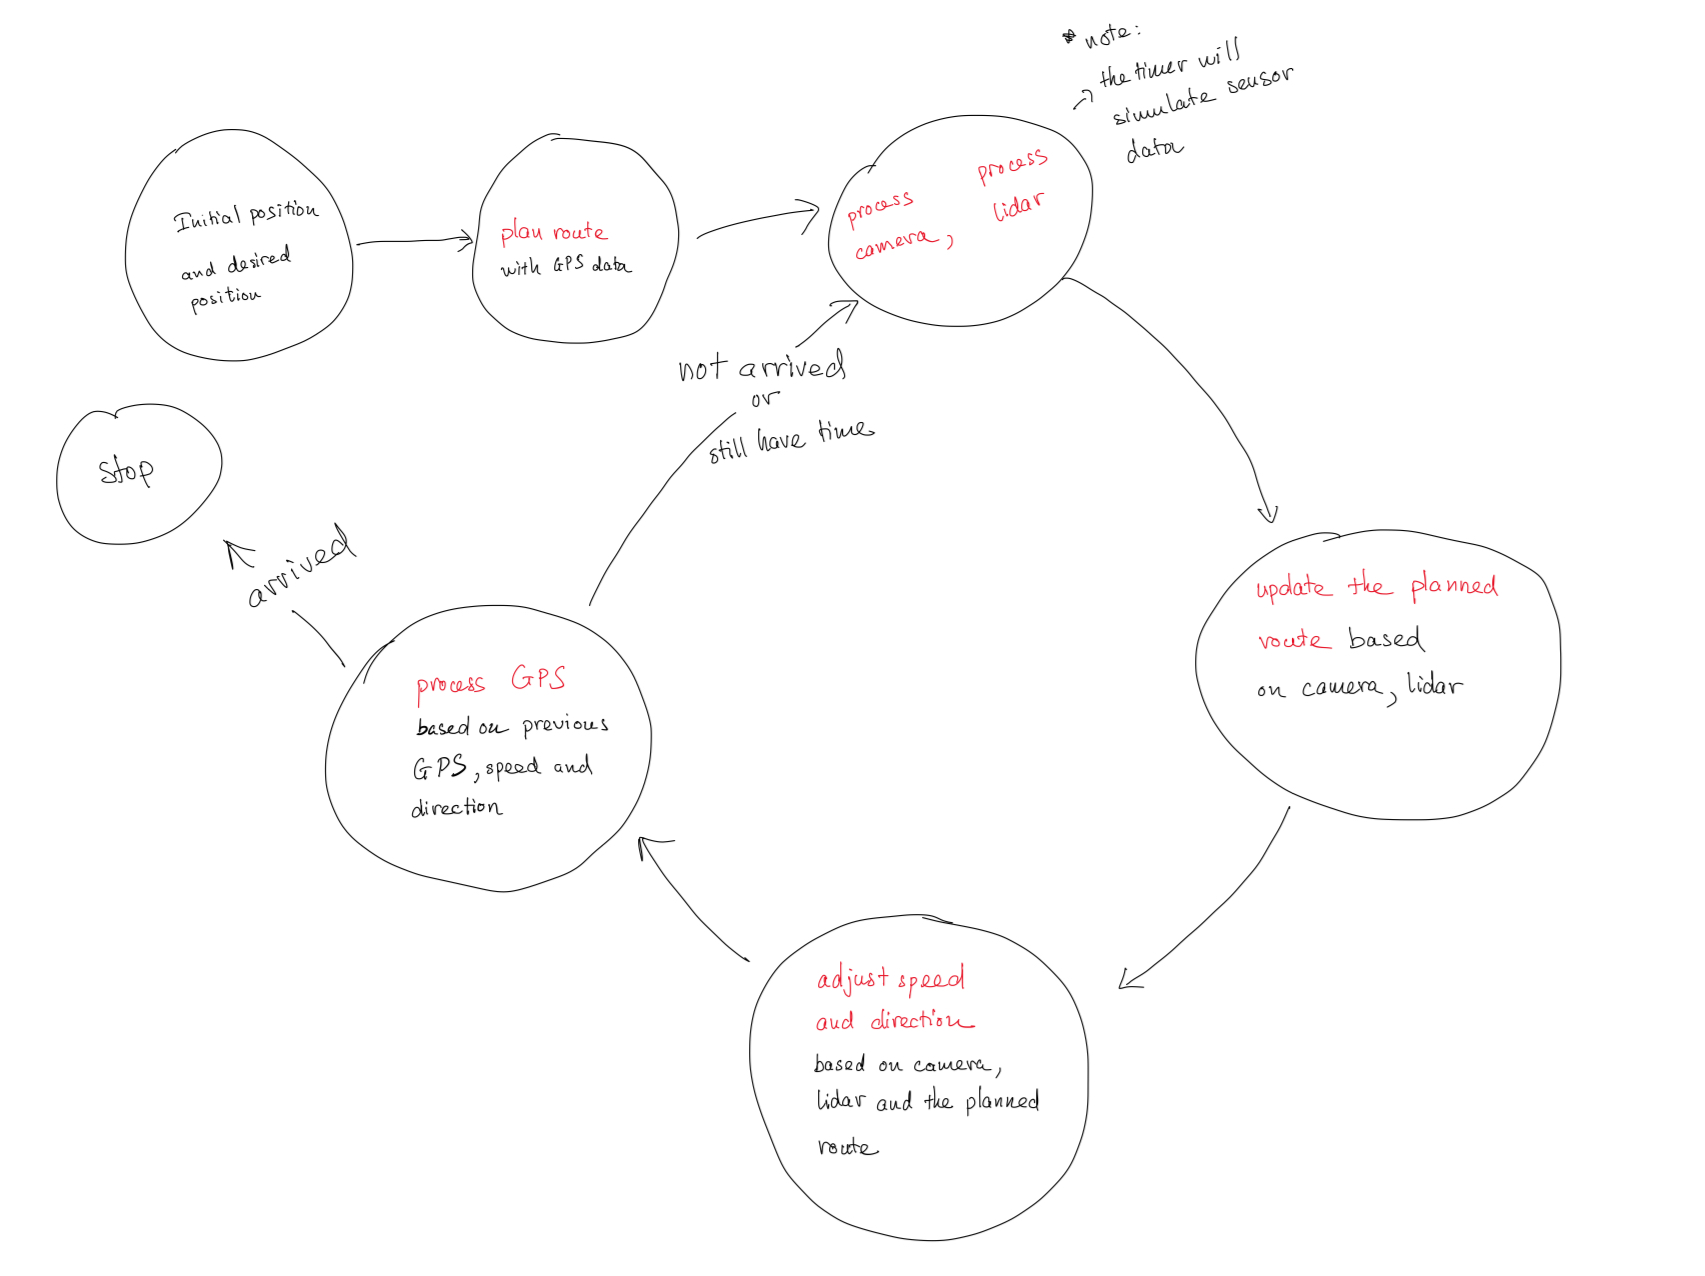 * note:
the timer will
simulate sensor
data
Initial position
and desired
position
plan route
with GPS data
process
camera,
process
lidar
not arrived
or
still have time
stop
arrived
update the planned
route based
on camera, lidar
process GPS
based on previous
GPS, speed and
direction
adjust speed
and direction
based on camera,
lidar and the planned
route